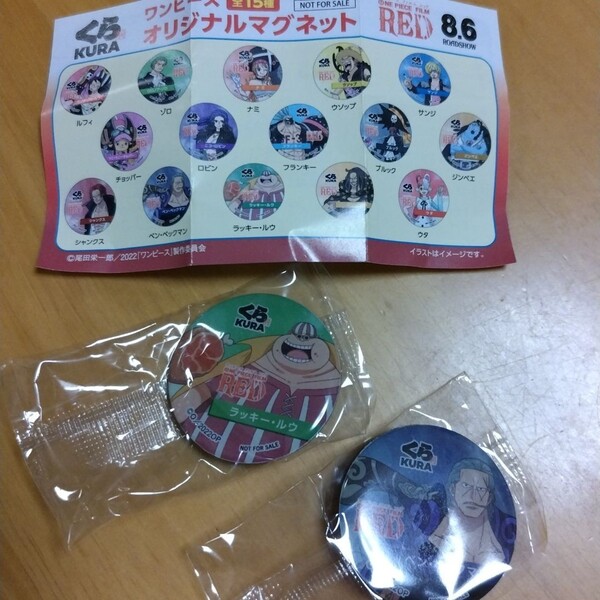 くら
KURA
ワンピース
全15種
NOT FOR SALE
オリジナルマグネット
ONE PIECE FILM
RED
8.6
ROADSHOW
ルフィ
ゾロ
ナミ
ウソップ
サンジ
チョッパー
ロビン
フランキー
ブルック
ジンベエ
シャンクス
ベン・ベックマン
ラッキー・ルウ
ウタ
©尾田栄一郎/2022「ワンピース」製作委員会
イラストはイメージです。
くら
KURA
RED
ラッキー・ルウ
NOT FOR SALE
くら
KURA
RED